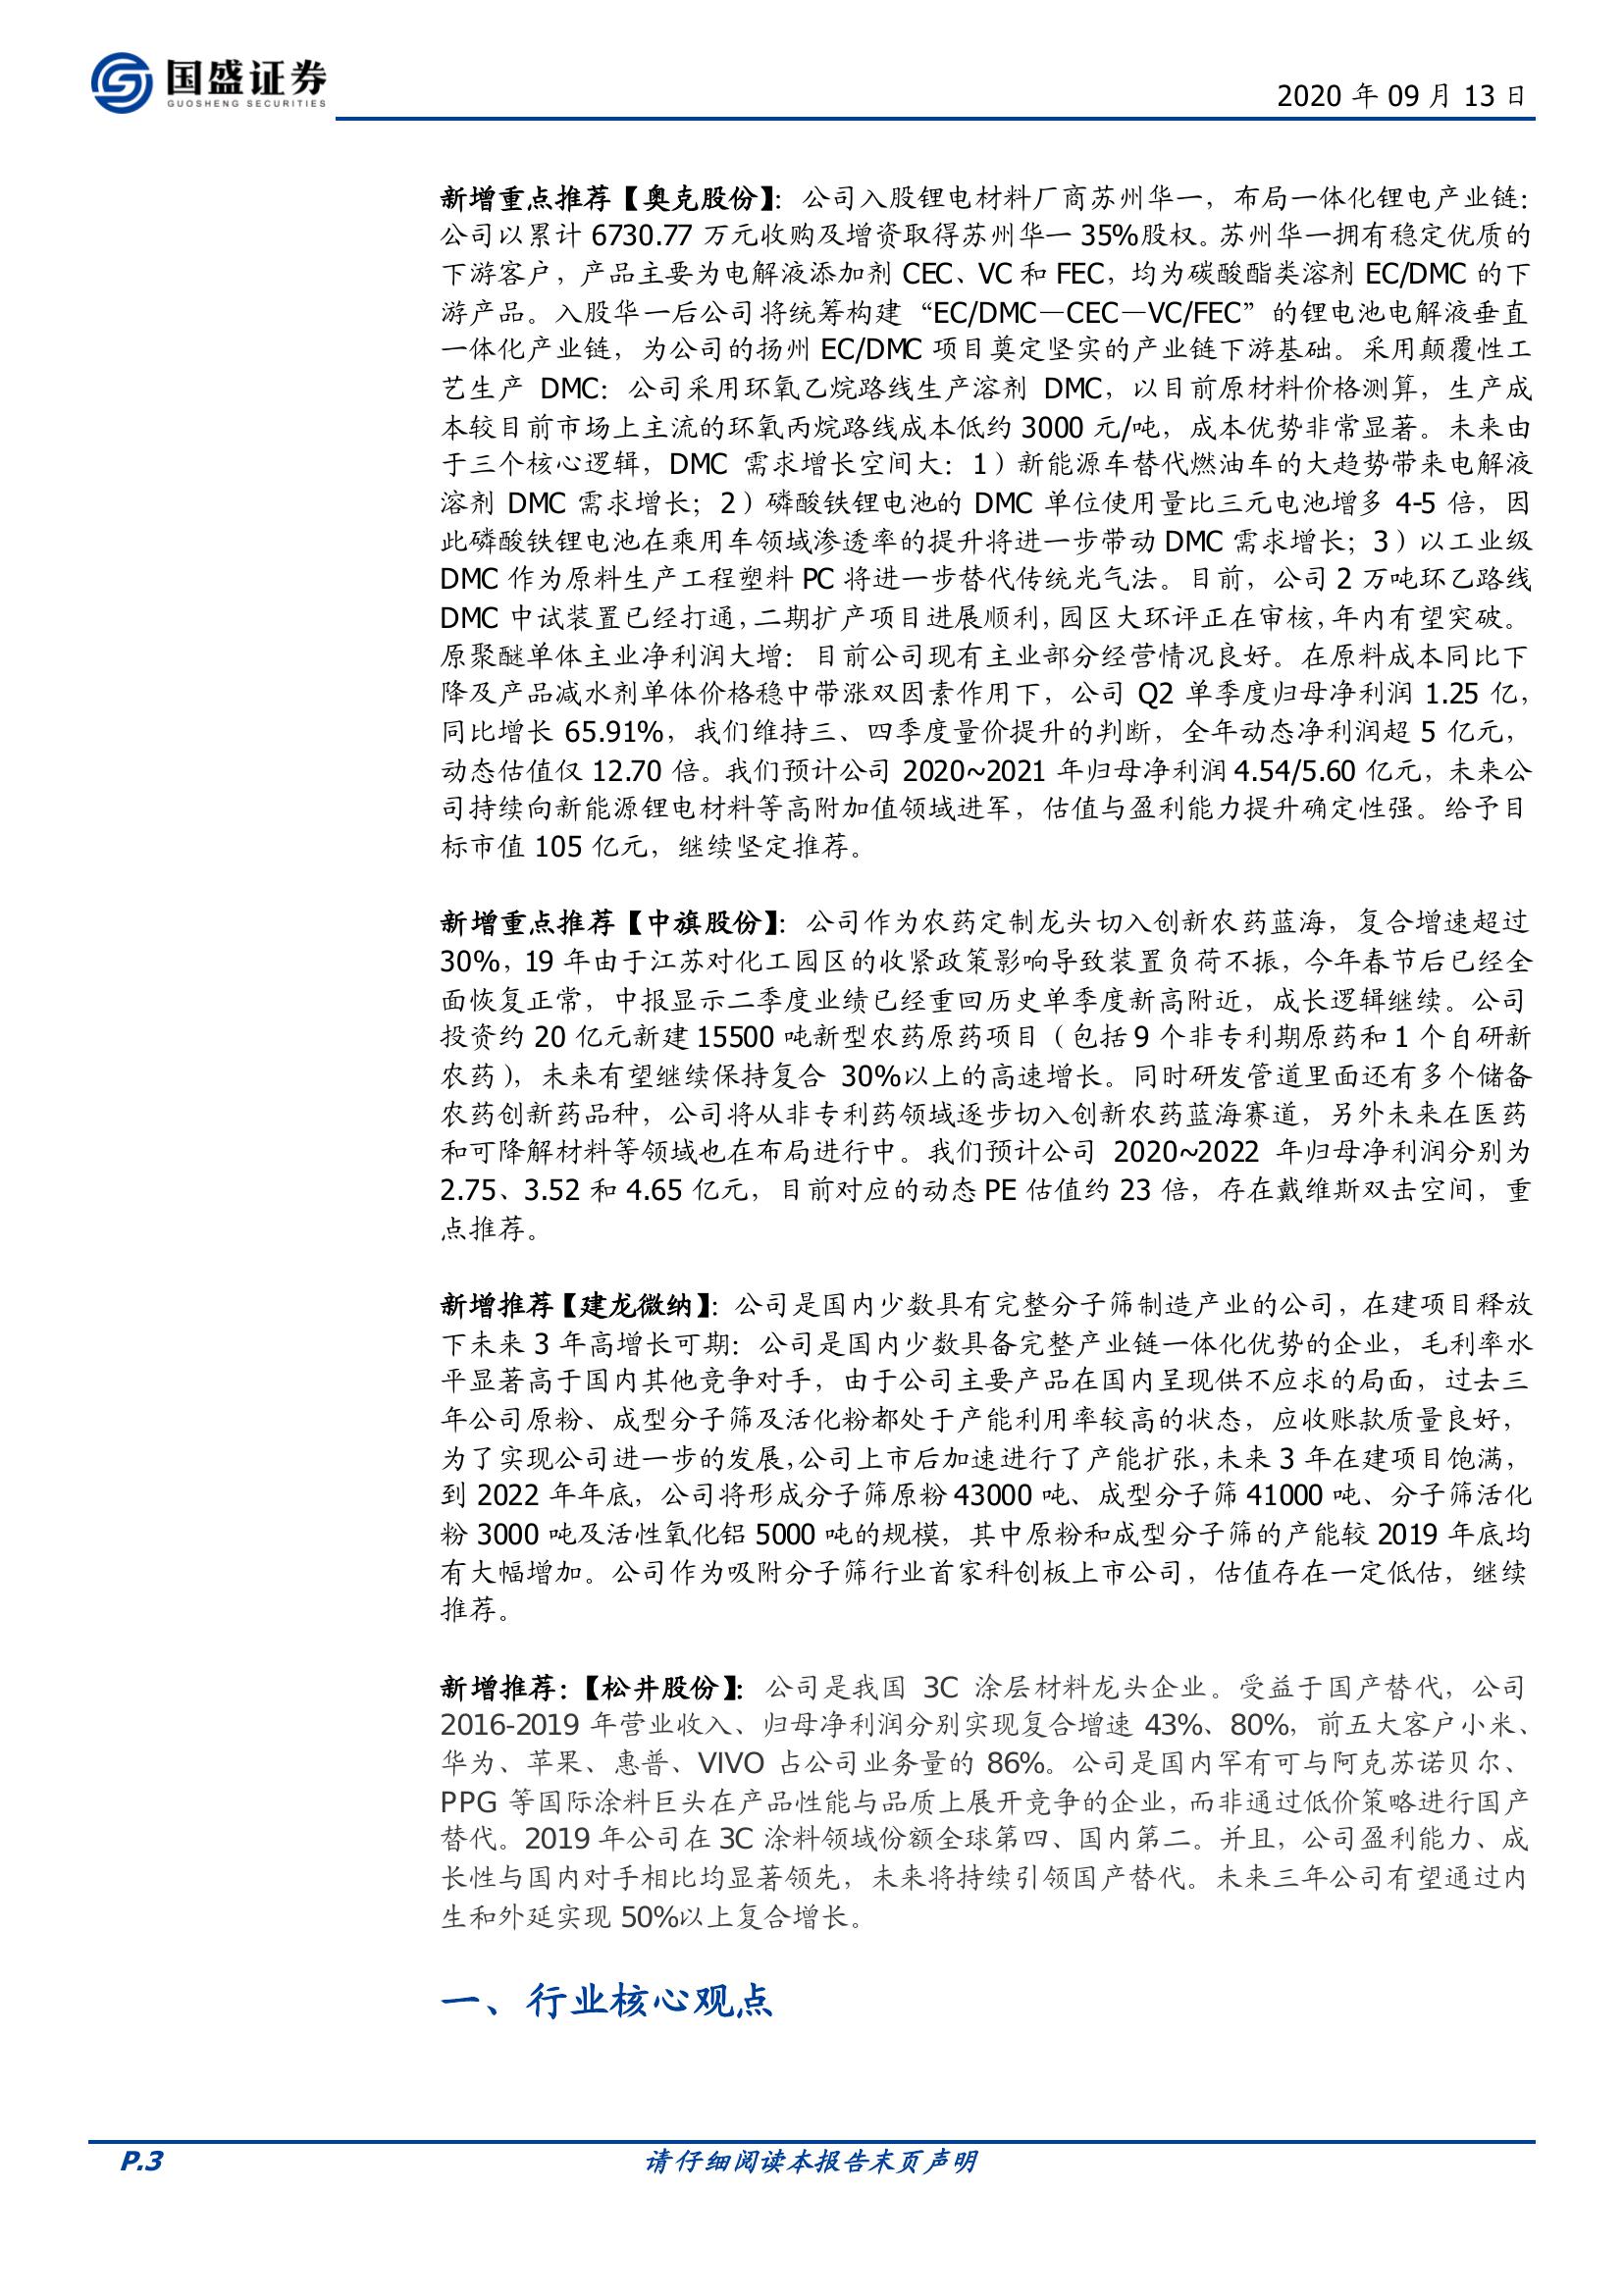 国盛证券
GUOSHENG SECURITIES
2020 年 09 月 13 日
新增重点推荐【奥克股份】：公司入股锂电材料厂商苏州华一，布局一体化锂电产业链：
公司以累计 6730.77 万元收购及增资取得苏州华一 35%股权。苏州华一拥有稳定优质的
下游客户，产品主要为电解液添加剂 CEC、VC 和 FEC，均为碳酸酯类溶剂 EC/DMC 的下
游产品。入股华一后公司将统筹构建“EC/DMC—CEC—VC/FEC”的锂电池电解液垂直
一体化产业链，为公司的扬州 EC/DMC 项目奠定坚实的产业链下游基础。采用颠覆性工
艺生产 DMC：公司采用环氧乙烷路线生产溶剂 DMC，以目前原材料价格测算，生产成
本较目前市场上主流的环氧丙烷路线成本低约 3000 元/吨，成本优势非常显著。未来由
于三个核心逻辑，DMC 需求增长空间大：1）新能源车替代燃油车的大趋势带来电解液
溶剂 DMC 需求增长；2）磷酸铁锂电池的 DMC 单位使用量比三元电池增多 4-5 倍，因
此磷酸铁锂电池在乘用车领域渗透率的提升将进一步带动 DMC 需求增长；3）以工业级
DMC 作为原料生产工程塑料 PC 将进一步替代传统光气法。目前，公司 2 万吨环乙路线
DMC 中试装置已经打通，二期扩产项目进展顺利，园区大环评正在审核，年内有望突破。
原聚醚单体主业净利润大增：目前公司现有主业部分经营情况良好。在原料成本同比下
降及产品减水剂单体价格稳中带涨双因素作用下，公司 Q2 单季度归母净利润 1.25 亿，
同比增长 65.91%，我们维持三、四季度量价提升的判断，全年动态净利润超 5 亿元，
动态估值仅 12.70 倍。我们预计公司 2020~2021 年归母净利润 4.54/5.60 亿元，未来公
司持续向新能源锂电材料等高附加值领域进军，估值与盈利能力提升确定性强。给予目
标市值 105 亿元，继续坚定推荐。
新增重点推荐【中旗股份】：公司作为农药定制龙头切入创新农药蓝海，复合增速超过
30%，19 年由于江苏对化工园区的收紧政策影响导致装置负荷不振，今年春节后已经全
面恢复正常，中报显示二季度业绩已经重回历史单季度新高附近，成长逻辑继续。公司
投资约 20 亿元新建 15500 吨新型农药原药项目（包括 9 个非专利期原药和 1 个自研新
农药），未来有望继续保持复合 30%以上的高速增长。同时研发管道里面还有多个储备
农药创新药品种，公司将从非专利药领域逐步切入创新农药蓝海赛道，另外未来在医药
和可降解材料等领域也在布局进行中。我们预计公司 2020~2022 年归母净利润分别为
2.75、3.52 和 4.65 亿元，目前对应的动态 PE 估值约 23 倍，存在戴维斯双击空间，重
点推荐。
新增推荐【建龙微纳】：公司是国内少数具有完整分子筛制造产业的公司，在建项目释放
下未来 3 年高增长可期：公司是国内少数具备完整产业链一体化优势的企业，毛利率水
平显著高于国内其他竞争对手，由于公司主要产品在国内呈现供不应求的局面，过去三
年公司原粉、成型分子筛及活化粉都处于产能利用率较高的状态，应收账款质量良好，
为了实现公司进一步的发展，公司上市后加速进行了产能扩张，未来 3 年在建项目饱满，
到 2022 年年底，公司将形成分子筛原粉 43000 吨、成型分子筛 41000 吨、分子筛活化
粉 3000 吨及活性氧化铝 5000 吨的规模，其中原粉和成型分子筛的产能较 2019 年底均
有大幅增加。公司作为吸附分子筛行业首家科创板上市公司，估值存在一定低估，继续
推荐。
新增推荐：【松井股份】：公司是我国 3C 涂层材料龙头企业。受益于国产替代，公司
2016-2019 年营业收入、归母净利润分别实现复合增速 43%、80%，前五大客户小米、
华为、苹果、惠普、VIVO 占公司业务量的 86%。公司是国内罕有可与阿克苏诺贝尔、
PPG 等国际涂料巨头在产品性能与品质上展开竞争的企业，而非通过低价策略进行国产
替代。2019 年公司在 3C 涂料领域份额全球第四、国内第二。并且，公司盈利能力、成
长性与国内对手相比均显著领先，未来将持续引领国产替代。未来三年公司有望通过内
生和外延实现 50%以上复合增长。
一、行业核心观点
P.3
请仔细阅读本报告末页声明